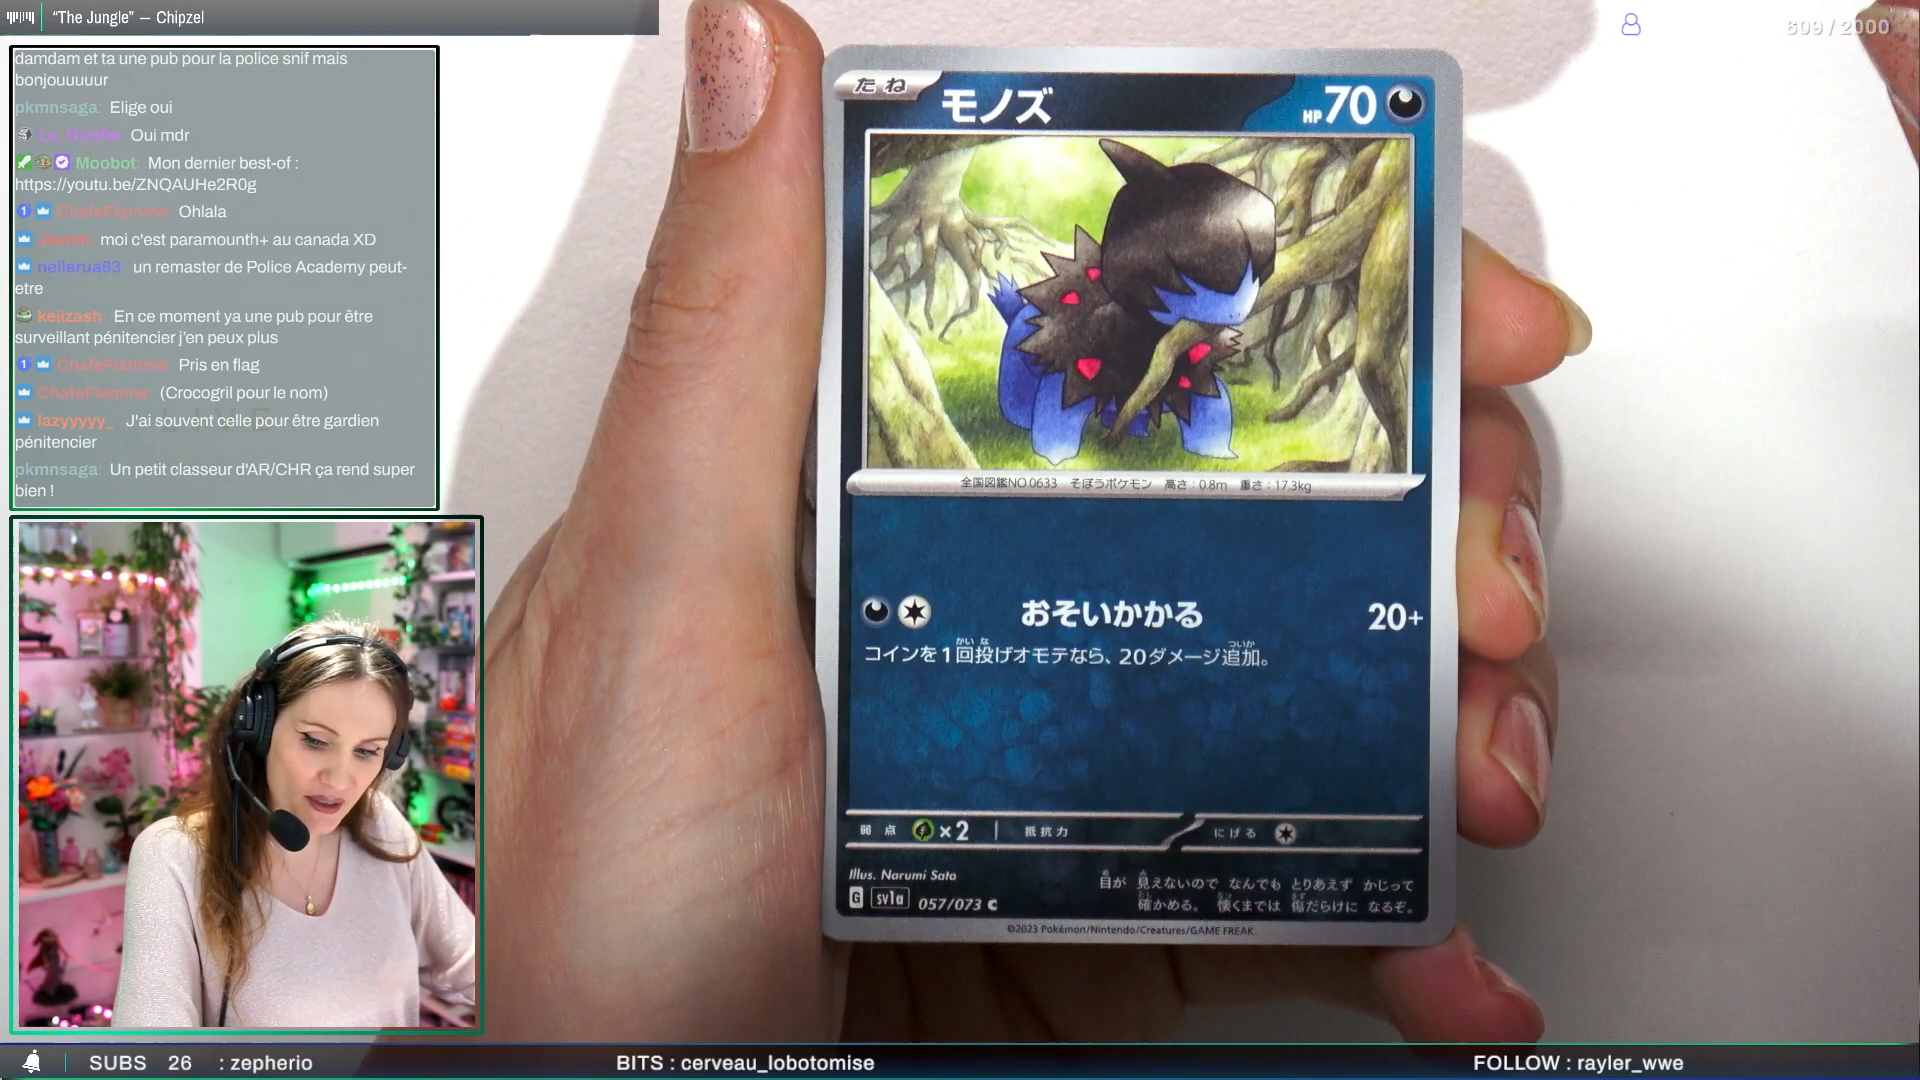 "The Jungle" — Chipzel
609 / 2000
damdam et ta une pub pour la police snif mais
bonjouuuuur
pkmnsaga: Elige oui
La_Girolle: Oui mdr
Moobot: Mon dernier best-of :
https://youtu.be/ZNQAUHe2R0g
1 ChafeFlamme: Ohlala
moi c'est paramounth+ au canada XD
neilerua63: un remaster de Police Academy peut-
etre
keiizash: En ce moment ya une pub pour être
surveillant pénitencier j'en peux plus
1 ChafeFlamme: Pris en flag
ChafeFlamme: (Crocogril pour le nom)
lazyyyyy_: J'ai souvent celle pour être gardien
pénitencier
pkmnsaga: Un petit classeur d'AR/CHR ça rend super
bien !
たね
モノズ
HP 70
全国図鑑NO.0633 そぼうポケモン 高さ:0.8m 重さ:17.3kg
おそいかかる 20+
コインを1回投げオモテなら、20ダメージ追加。
弱点 ×2 抵抗力 にげる
Illus. Narumi Sato
G sv1a 057/073 C
目が 見えないので なんでも とりあえず かじって
確かめる。 懐くまでは 傷だらけに なるぞ。
©2023 Pokémon/Nintendo/Creatures/GAME FREAK.
SUBS 26 : zepherio
BITS : cerveau_lobotomise
FOLLOW : rayler_wwe